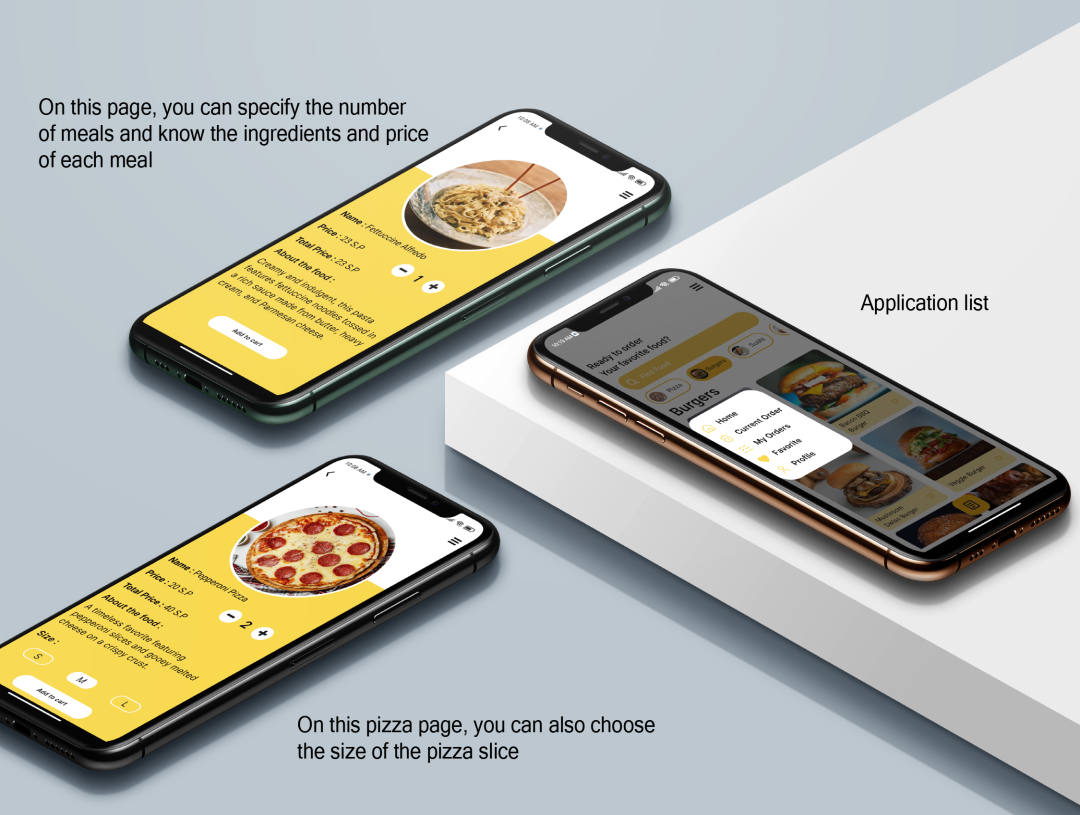 On this page, you can specify the number
of meals and know the ingredients and price
of each meal
10:08 AM
Name : Fettuccine Alfredo
Price : 23 S.P
Total Price : 23 S.P
1
About the food :
Creamy and indulgent, this pasta
features fettuccine noodles tossed in
a rich sauce made from butter, heavy
cream, and Parmesan cheese.
Add to cart
Application list
10:10 AM
Ready to order
Your favorite food?
Find Food
Pizza
Burgers
Sushi
Burgers
Home
Current Order
My Orders
Favorite
Profile
Bacon BBQ
Burger
Veggie Burger
Mushroom
Burger
10:08 AM
Name : Pepperoni Pizza
Price : 20 S.P
Total Price : 40 S.P
2
About the food :
A timeless favorite featuring
pepperoni slices and gooey melted
cheese on a crispy crust.
Size :
S
M
L
Add to cart
On this pizza page, you can also choose
the size of the pizza slice